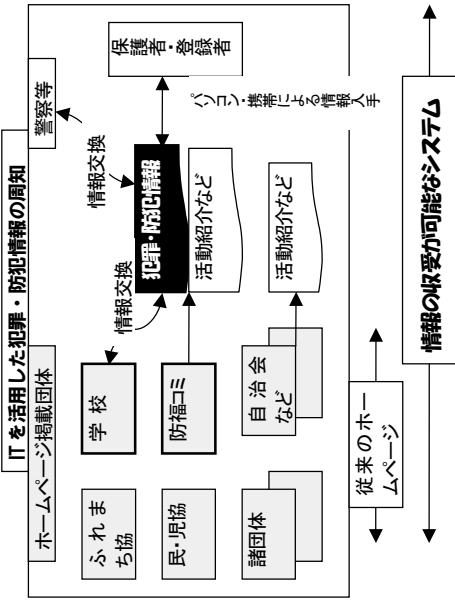 ITを活用した犯罪・防犯情報の周知
ホームページ掲載団体
警察等
ふれま
ち協
学校
情報交換
情報交換
保護者・登録者
民・児協
防福コミ
犯罪・防犯情報
活動紹介など
パソコン・携帯による情報入手
諸団体
自治会
など
活動紹介など
従来のホー
ムページ
情報の収受が可能なシステム